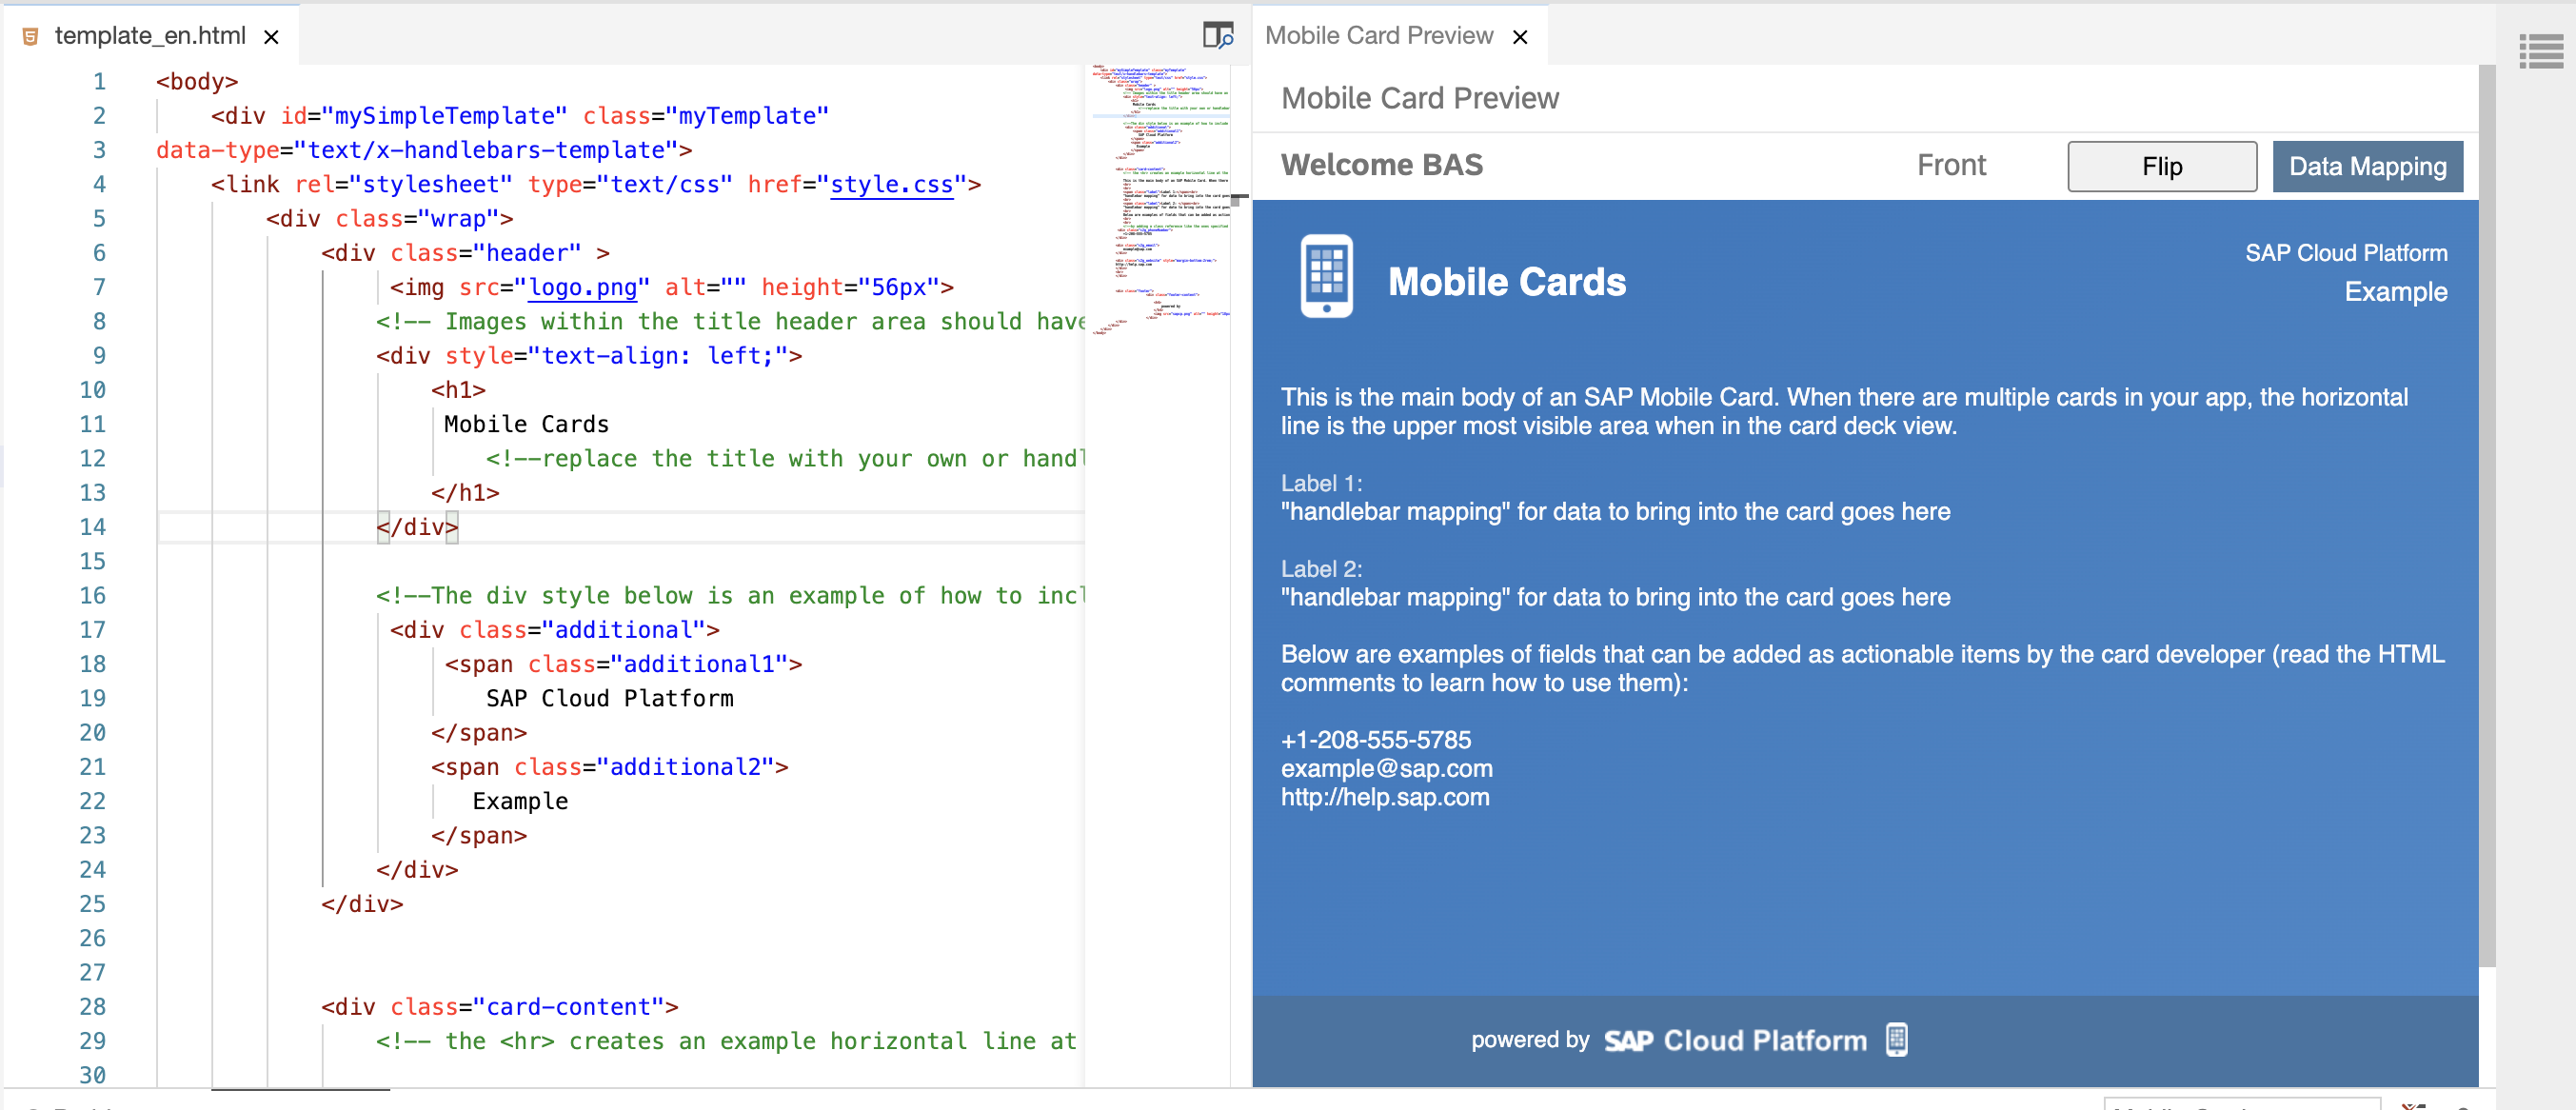 template_en.html
1 <body>
2 <div id="mySimpleTemplate" class="myTemplate"
3 data-type="text/x-handlebars-template">
4 <link rel="stylesheet" type="text/css" href="style.css">
5 <div class="wrap">
6 <div class="header" >
7 <img src="logo.png" alt="" height="56px">
8 <!-- Images within the title header area should have
9 <div style="text-align: left;">
10 <h1>
11 Mobile Cards
12 <!--replace the title with your own or handl
13 </h1>
14 </div>
15
16 <!--The div style below is an example of how to incl
17 <div class="additional">
18 <span class="additional1">
19 SAP Cloud Platform
20 </span>
21 <span class="additional2">
22 Example
23 </span>
24 </div>
25 </div>
26
27
28 <div class="card-content">
29 <!-- the <hr> creates an example horizontal line at
30
Mobile Card Preview
Mobile Card Preview
Welcome BAS Front Flip Data Mapping
Mobile Cards
SAP Cloud Platform
Example
This is the main body of an SAP Mobile Card. When there are multiple cards in your app, the horizontal
line is the upper most visible area when in the card deck view.
Label 1:
"handlebar mapping" for data to bring into the card goes here
Label 2:
"handlebar mapping" for data to bring into the card goes here
Below are examples of fields that can be added as actionable items by the card developer (read the HTML
comments to learn how to use them):
+1-208-555-5785
example@sap.com
http://help.sap.com
powered by SAP Cloud Platform